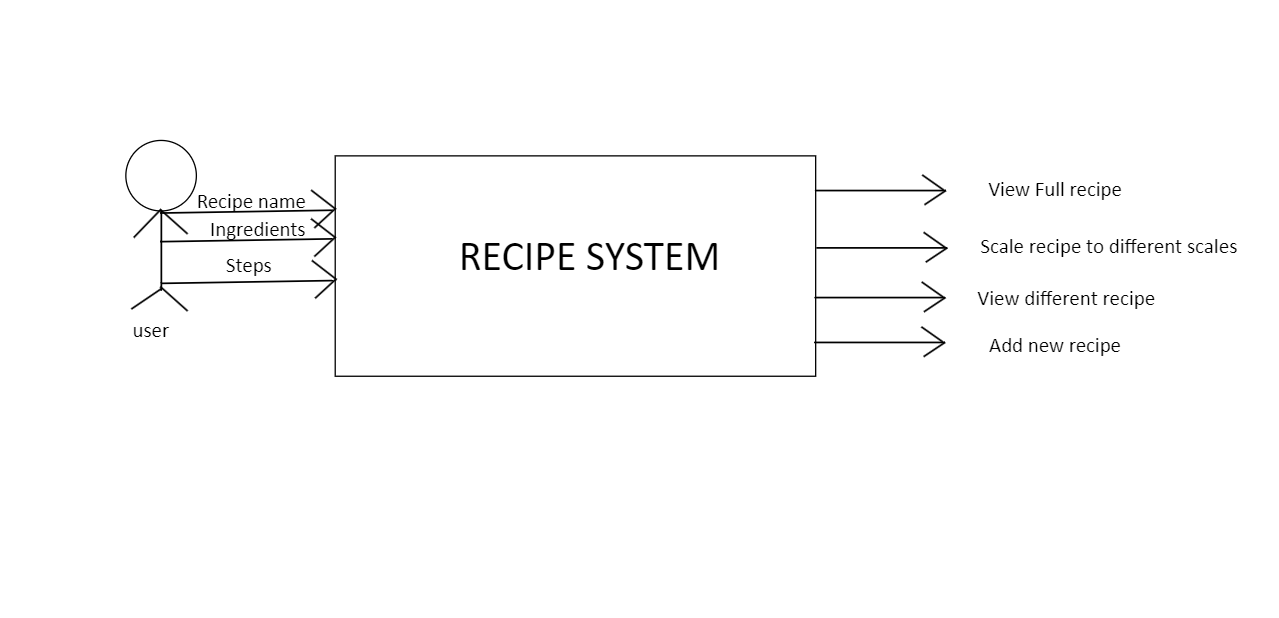 Recipe name
Ingredients
Steps
user
RECIPE SYSTEM
View Full recipe
Scale recipe to different scales
View different recipe
Add new recipe